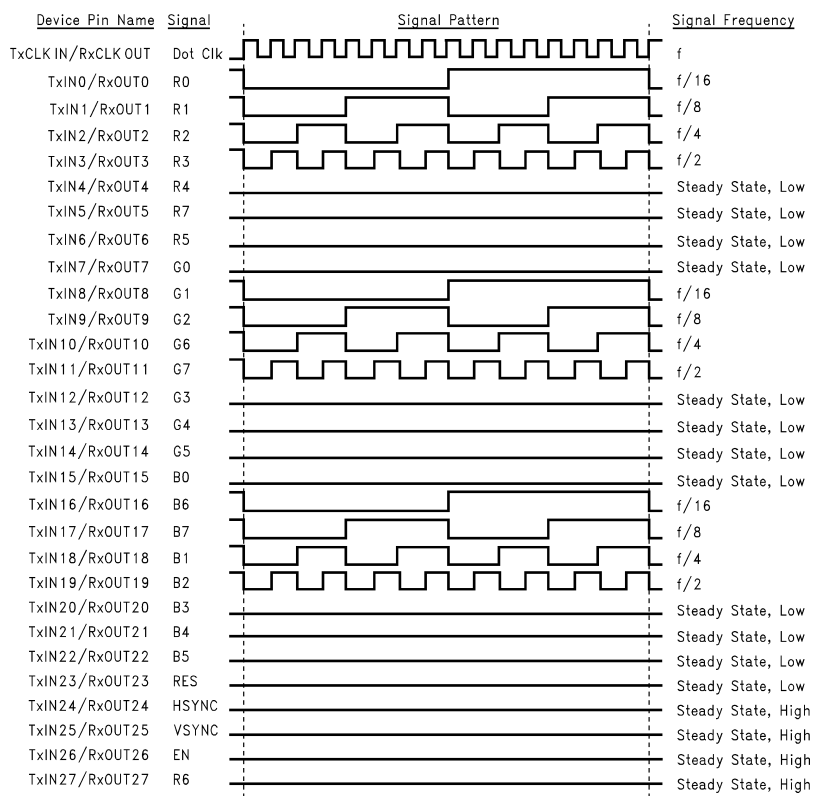 Device Pin Name Signal Signal Pattern Signal Frequency
TxCLK IN/RxCLK OUT Dot Clk f
TxIN0/RxOUT0 R0 f/16
TxIN1/RxOUT1 R1 f/8
TxIN2/RxOUT2 R2 f/4
TxIN3/RxOUT3 R3 f/2
TxIN4/RxOUT4 R4 Steady State, Low
TxIN5/RxOUT5 R7 Steady State, Low
TxIN6/RxOUT6 R5 Steady State, Low
TxIN7/RxOUT7 G0 Steady State, Low
TxIN8/RxOUT8 G1 f/16
TxIN9/RxOUT9 G2 f/8
TxIN10/RxOUT10 G6 f/4
TxIN11/RxOUT11 G7 f/2
TxIN12/RxOUT12 G3 Steady State, Low
TxIN13/RxOUT13 G4 Steady State, Low
TxIN14/RxOUT14 G5 Steady State, Low
TxIN15/RxOUT15 B0 Steady State, Low
TxIN16/RxOUT16 B6 f/16
TxIN17/RxOUT17 B7 f/8
TxIN18/RxOUT18 B1 f/4
TxIN19/RxOUT19 B2 f/2
TxIN20/RxOUT20 B3 Steady State, Low
TxIN21/RxOUT21 B4 Steady State, Low
TxIN22/RxOUT22 B5 Steady State, Low
TxIN23/RxOUT23 RES Steady State, Low
TxIN24/RxOUT24 HSYNC Steady State, High
TxIN25/RxOUT25 VSYNC Steady State, High
TxIN26/RxOUT26 EN Steady State, High
TxIN27/RxOUT27 R6 Steady State, High